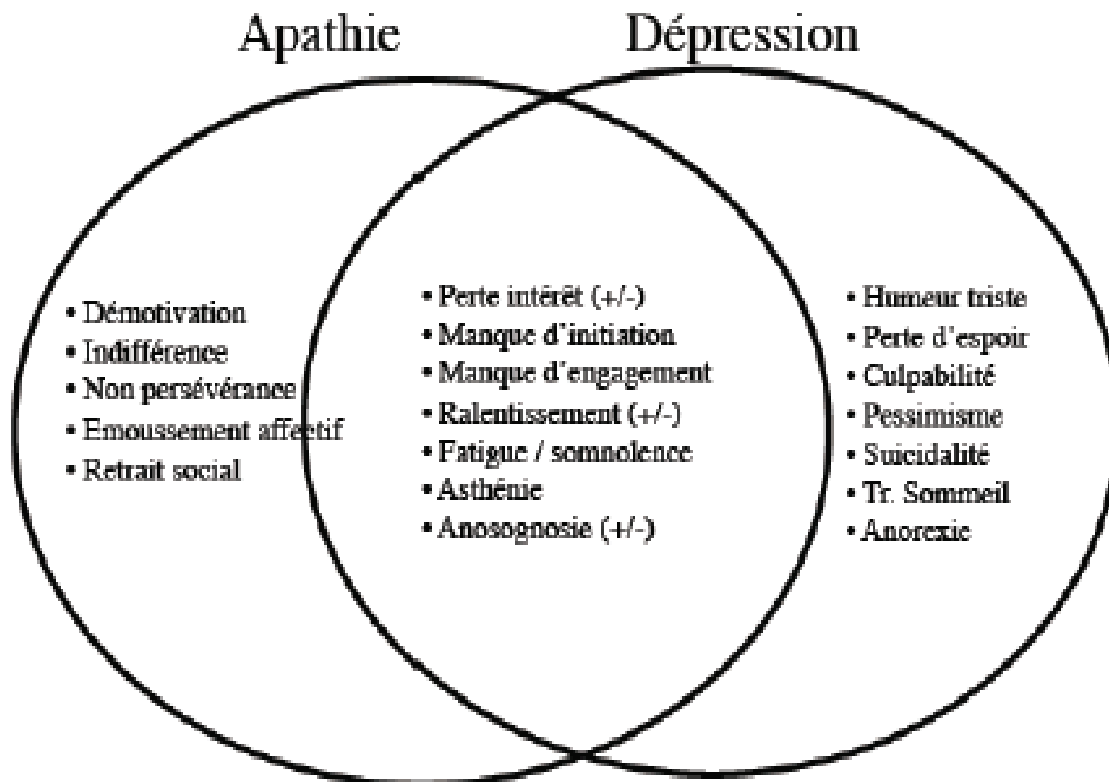 Apathie
Dépression
• Démotivation
• Indifférence
• Non persévérance
• Emoussement affectif
• Retrait social
• Perte intérêt (+/-)
• Manque d'initiation
• Manque d'engagement
• Ralentissement (+/-)
• Fatigue / somnolence
• Asthénie
• Anosognosie (+/-)
• Humeur triste
• Perte d'espoir
• Culpabilité
• Pessimisme
• Suicidalité
• Tr. Sommeil
• Anorexie